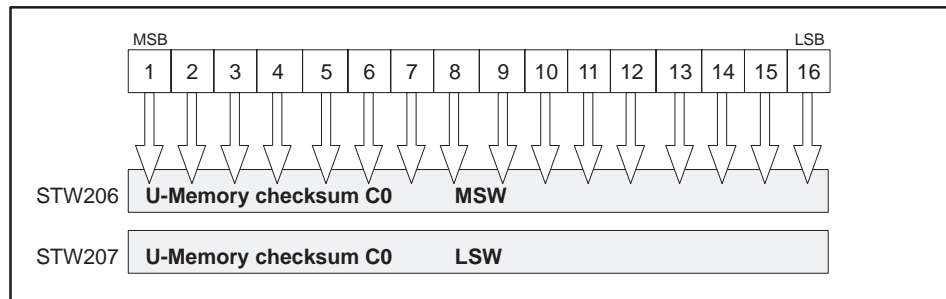 MSB LSB
1 2 3 4 5 6 7 8 9 10 11 12 13 14 15 16
STW206 U-Memory checksum C0 MSW
STW207 U-Memory checksum C0 LSW